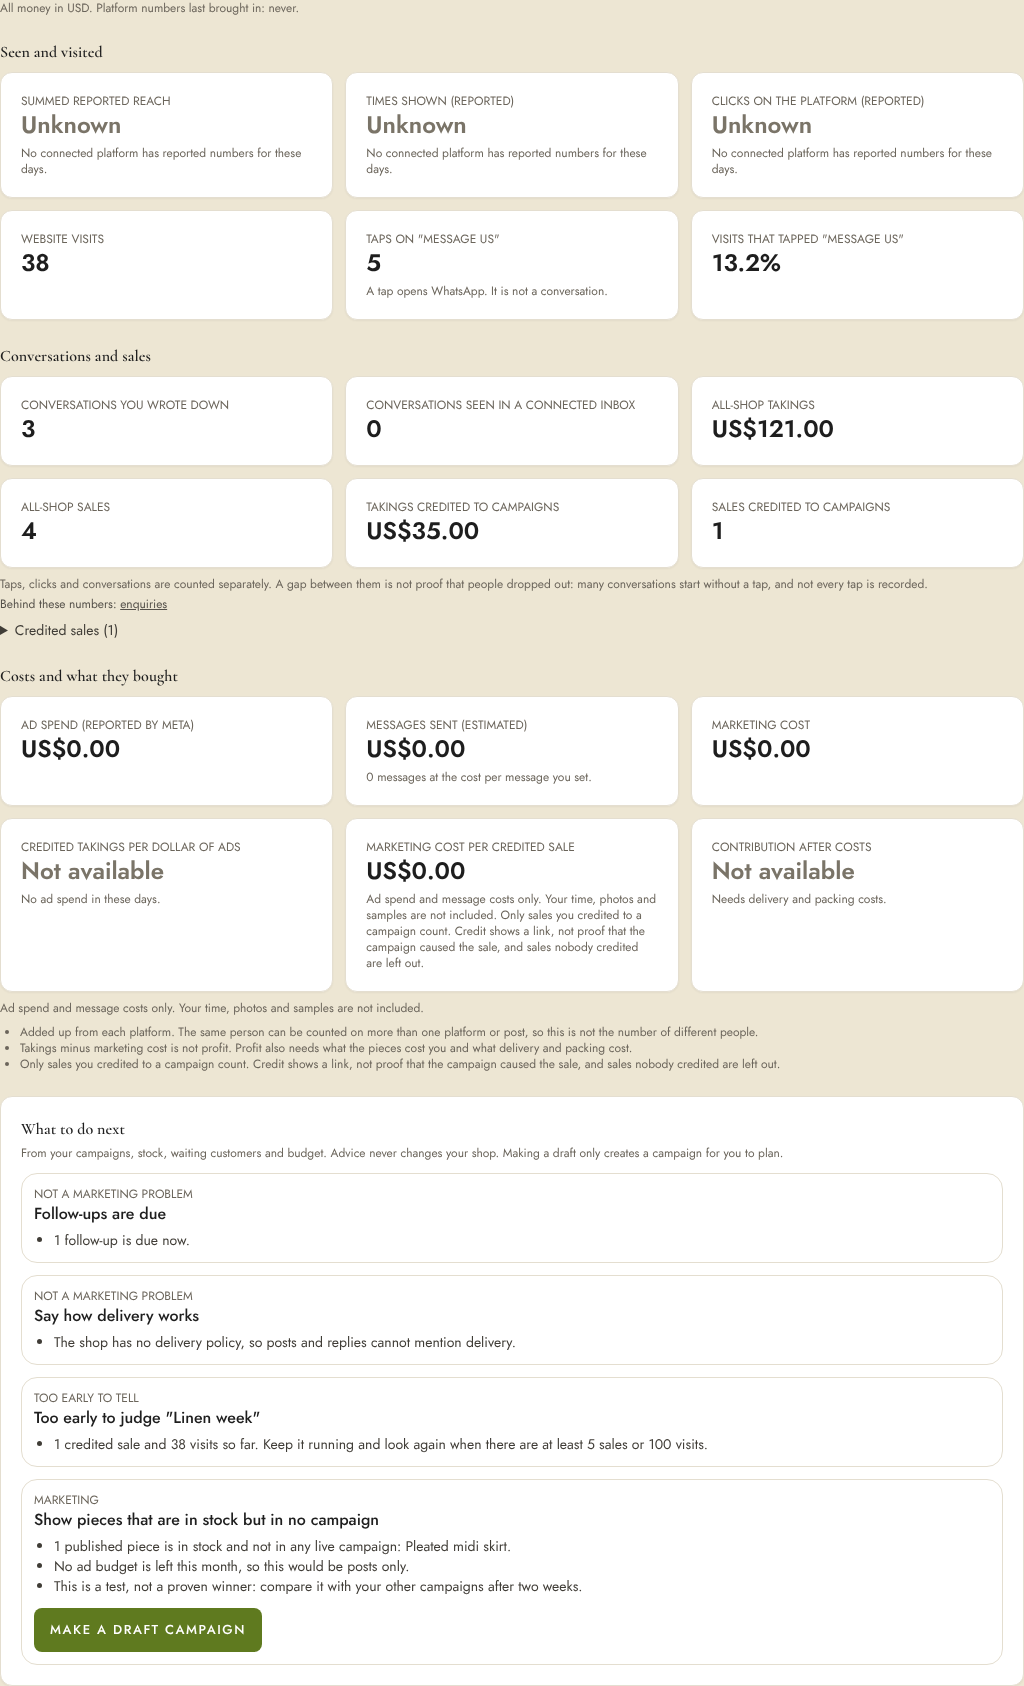 All money in USD. Platform numbers last brought in: never.
Seen and visited
SUMMED REPORTED REACH
Unknown
No connected platform has reported numbers for these
days.
TIMES SHOWN (REPORTED)
Unknown
No connected platform has reported numbers for these
days.
CLICKS ON THE PLATFORM (REPORTED)
Unknown
No connected platform has reported numbers for these
days.
WEBSITE VISITS
38
TAPS ON "MESSAGE US"
5
A tap opens WhatsApp. It is not a conversation.
VISITS THAT TAPPED "MESSAGE US"
13.2%
Conversations and sales
CONVERSATIONS YOU WROTE DOWN
3
CONVERSATIONS SEEN IN A CONNECTED INBOX
0
ALL-SHOP TAKINGS
US$121.00
ALL-SHOP SALES
4
TAKINGS CREDITED TO CAMPAIGNS
US$35.00
SALES CREDITED TO CAMPAIGNS
1
Taps, clicks and conversations are counted separately. A gap between them is not proof that people dropped out: many conversations start without a tap, and not every tap is recorded.
Behind these numbers: enquiries
Credited sales (1)
Costs and what they bought
AD SPEND (REPORTED BY META)
US$0.00
MESSAGES SENT (ESTIMATED)
US$0.00
0 messages at the cost per message you set.
MARKETING COST
US$0.00
CREDITED TAKINGS PER DOLLAR OF ADS
Not available
No ad spend in these days.
MARKETING COST PER CREDITED SALE
US$0.00
Ad spend and message costs only. Your time, photos and
samples are not included. Only sales you credited to a
campaign count. Credit shows a link, not proof that the
campaign caused the sale, and sales nobody credited
are left out.
CONTRIBUTION AFTER COSTS
Not available
Needs delivery and packing costs.
Ad spend and message costs only. Your time, photos and samples are not included.
• Added up from each platform. The same person can be counted on more than one platform or post, so this is not the number of different people.
• Takings minus marketing cost is not profit. Profit also needs what the pieces cost you and what delivery and packing cost.
• Only sales you credited to a campaign count. Credit shows a link, not proof that the campaign caused the sale, and sales nobody credited are left out.
What to do next
From your campaigns, stock, waiting customers and budget. Advice never changes your shop. Making a draft only creates a campaign for you to plan.
NOT A MARKETING PROBLEM
Follow-ups are due
• 1 follow-up is due now.
NOT A MARKETING PROBLEM
Say how delivery works
• The shop has no delivery policy, so posts and replies cannot mention delivery.
TOO EARLY TO TELL
Too early to judge "Linen week"
• 1 credited sale and 38 visits so far. Keep it running and look again when there are at least 5 sales or 100 visits.
MARKETING
Show pieces that are in stock but in no campaign
• 1 published piece is in stock and not in any live campaign: Pleated midi skirt.
• No ad budget is left this month, so this would be posts only.
• This is a test, not a proven winner: compare it with your other campaigns after two weeks.
MAKE A DRAFT CAMPAIGN